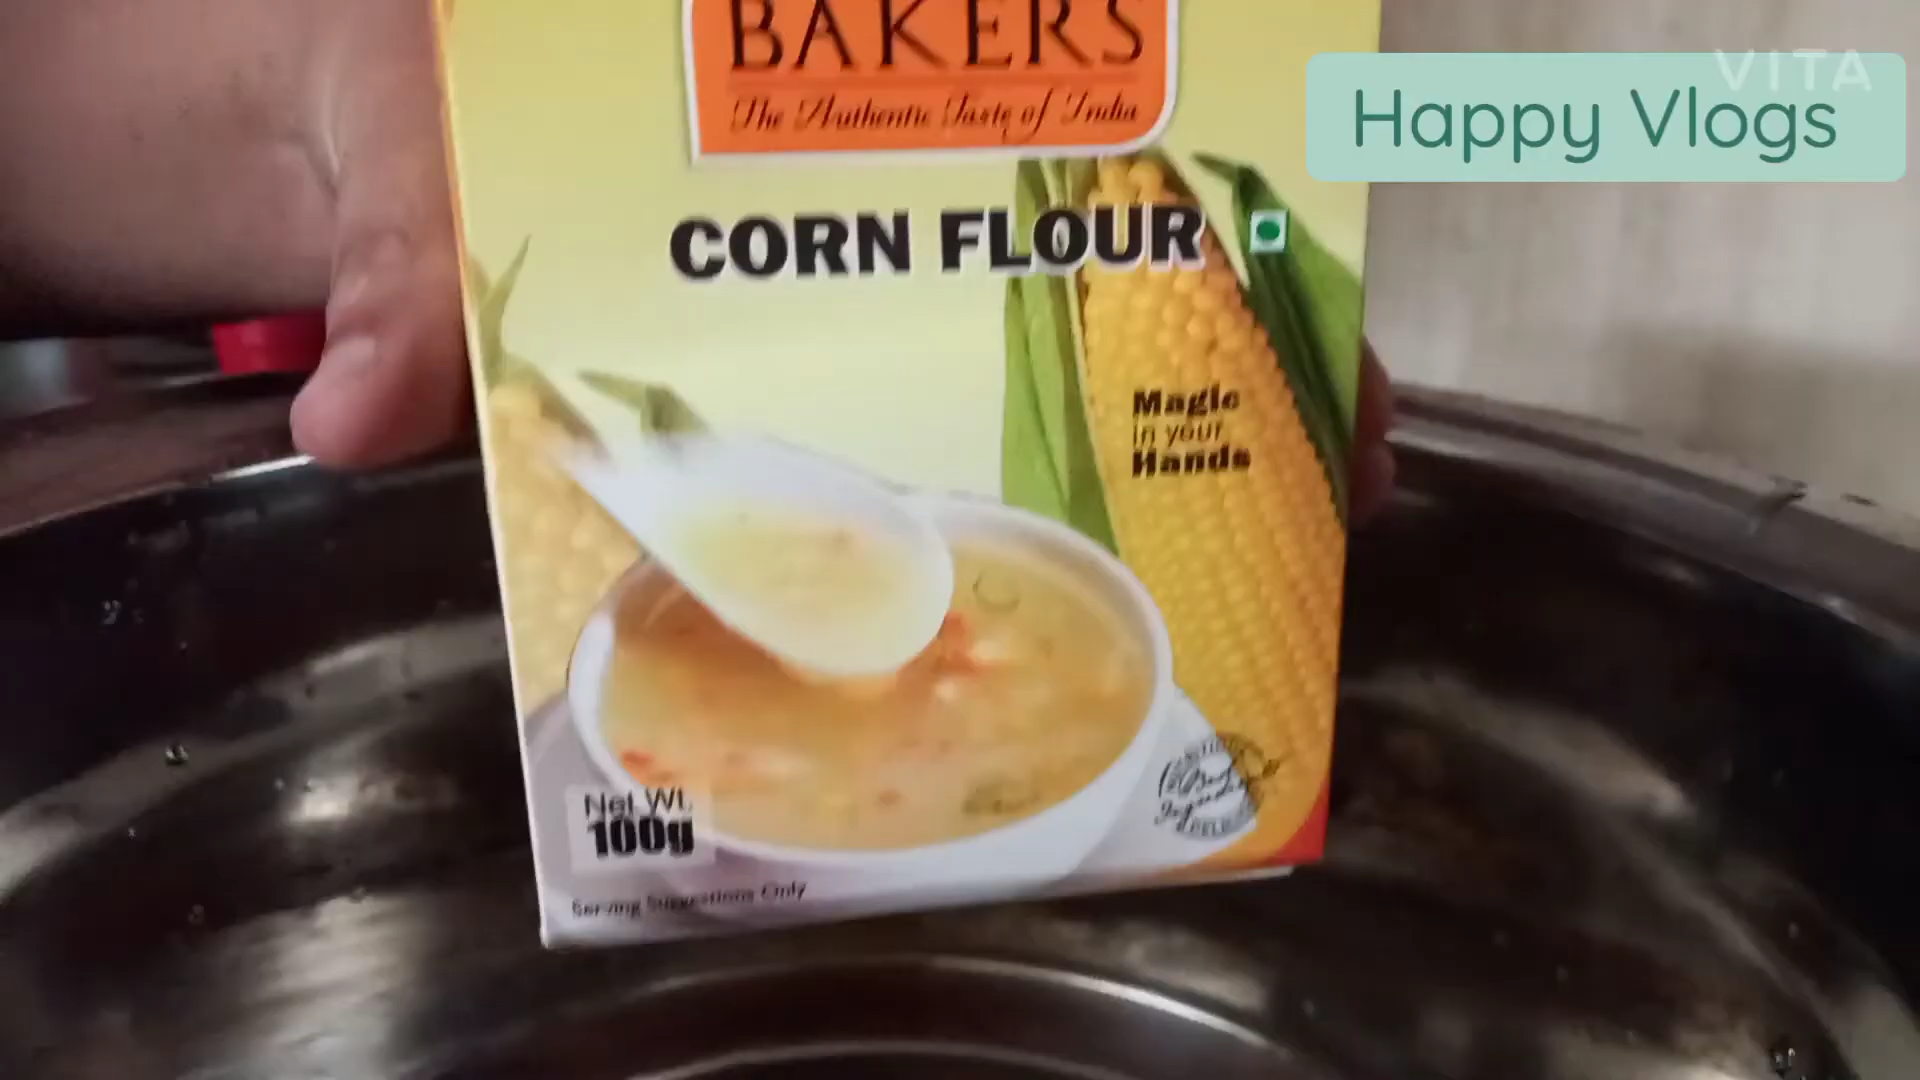 BAKERS
The Authentic Taste of India
VITA
Happy Vlogs
CORN FLOUR
Magic
in your
Hands
Net Wt.
100g
Serving Suggestions Only